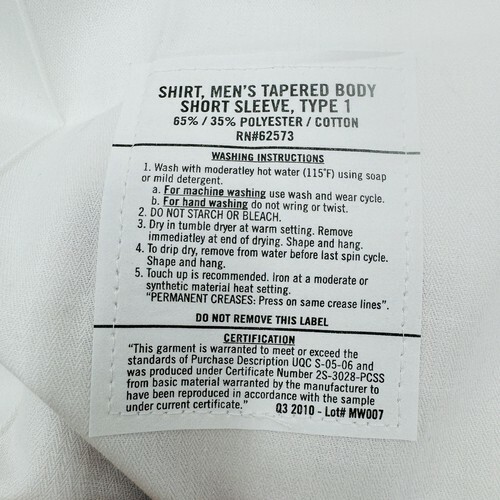 SHIRT, MEN'S TAPERED BODY
SHORT SLEEVE, TYPE 1
65% / 35% POLYESTER / COTTON
RN#62573
WASHING INSTRUCTIONS
1. Wash with moderatley hot water (115°F) using soap
or mild detergent.
a. For machine washing use wash and wear cycle.
b. For hand washing do not wring or twist.
2. DO NOT STARCH OR BLEACH.
3. Dry in tumble dryer at warm setting. Remove
immediatley at end of drying. Shape and hang.
4. To drip dry, remove from water before last spin cycle.
Shape and hang.
5. Touch up is recommended. Iron at a moderate or
synthetic material heat setting.
"PERMANENT CREASES: Press on same crease lines".
DO NOT REMOVE THIS LABEL
CERTIFICATION
"This garment is warranted to meet or exceed the
standards of Purchase Description UQC S-05-06 and
was produced under Certificate Number 2S-3028-PCSS
from basic material warranted by the manufacturer to
have been reproduced in accordance with the sample
under current certificate." Q3 2010 - Lot# MW007